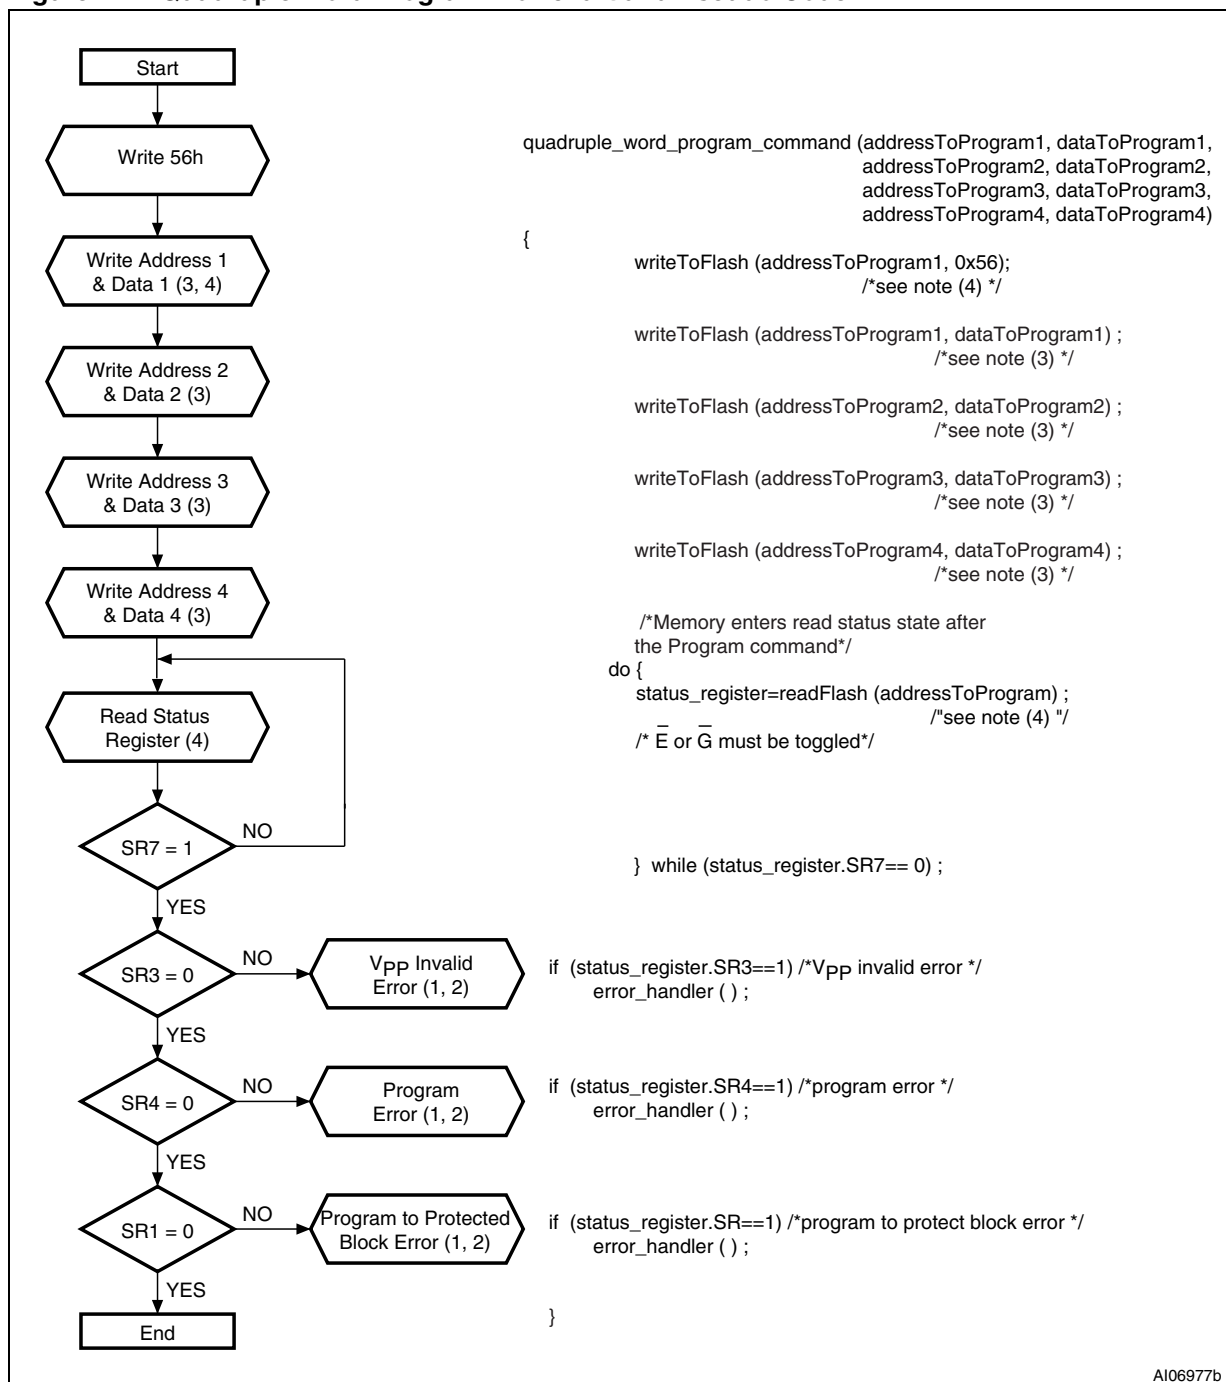 Start
Write 56h
Write Address 1
& Data 1 (3, 4)
Write Address 2
& Data 2 (3)
Write Address 3
& Data 3 (3)
Write Address 4
& Data 4 (3)
Read Status
Register (4)
SR7 = 1
NO
YES
SR3 = 0
NO
VPP Invalid
Error (1, 2)
YES
SR4 = 0
NO
Program
Error (1, 2)
YES
SR1 = 0
NO
Program to Protected
Block Error (1, 2)
YES
End
quadruple_word_program_command (addressToProgram1, dataToProgram1,
addressToProgram2, dataToProgram2,
addressToProgram3, dataToProgram3,
addressToProgram4, dataToProgram4)
{
writeToFlash (addressToProgram1, 0x56);
/*see note (4) */
writeToFlash (addressToProgram1, dataToProgram1) ;
/*see note (3) */
writeToFlash (addressToProgram2, dataToProgram2) ;
/*see note (3) */
writeToFlash (addressToProgram3, dataToProgram3) ;
/*see note (3) */
writeToFlash (addressToProgram4, dataToProgram4) ;
/*see note (3) */
/*Memory enters read status state after
the Program command*/
do {
status_register=readFlash (addressToProgram) ;
/"see note (4) "/
/* E̅ or G̅ must be toggled*/
} while (status_register.SR7== 0) ;
if (status_register.SR3==1) /*VPP invalid error */
error_handler ( ) ;
if (status_register.SR4==1) /*program error */
error_handler ( ) ;
if (status_register.SR==1) /*program to protect block error */
error_handler ( ) ;
}
AI06977b